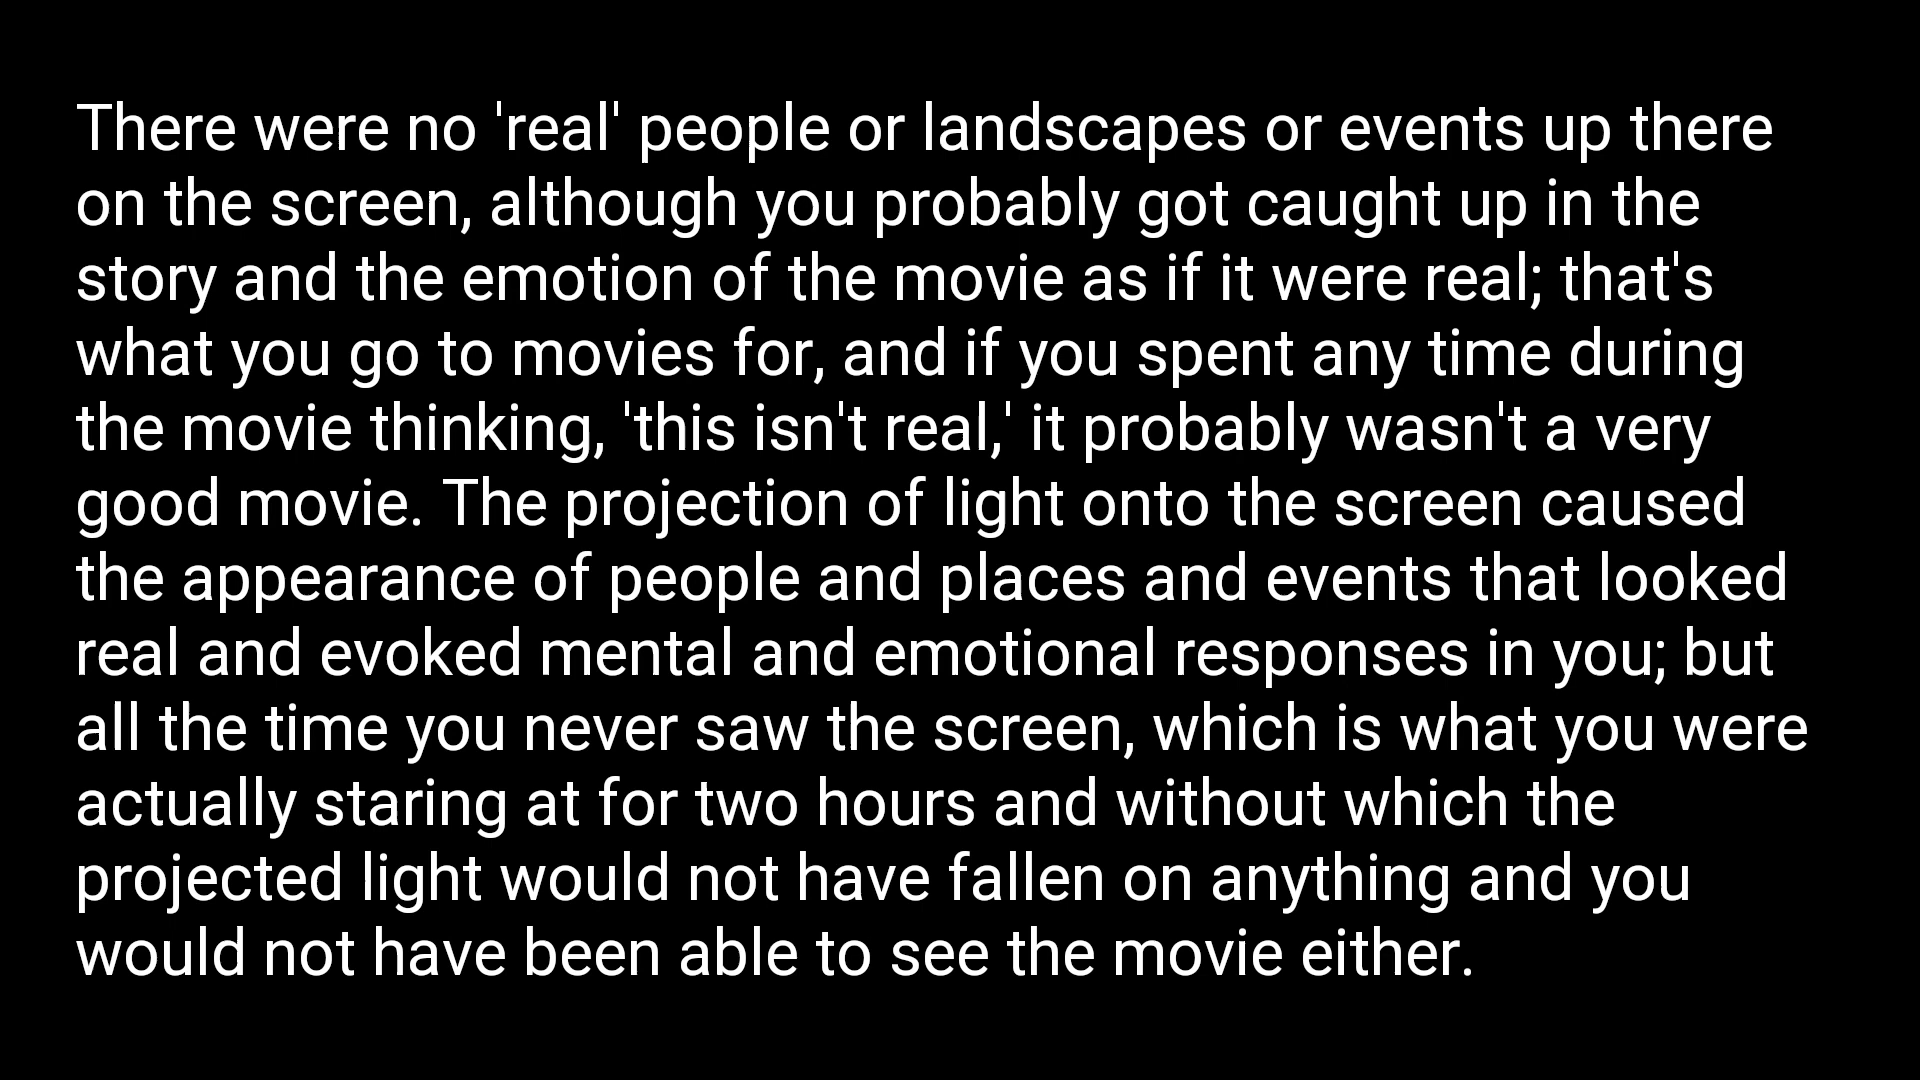 There were no 'real' people or landscapes or events up there
on the screen, although you probably got caught up in the
story and the emotion of the movie as if it were real; that's
what you go to movies for, and if you spent any time during
the movie thinking, 'this isn't real,' it probably wasn't a very
good movie. The projection of light onto the screen caused
the appearance of people and places and events that looked
real and evoked mental and emotional responses in you; but
all the time you never saw the screen, which is what you were
actually staring at for two hours and without which the
projected light would not have fallen on anything and you
would not have been able to see the movie either.